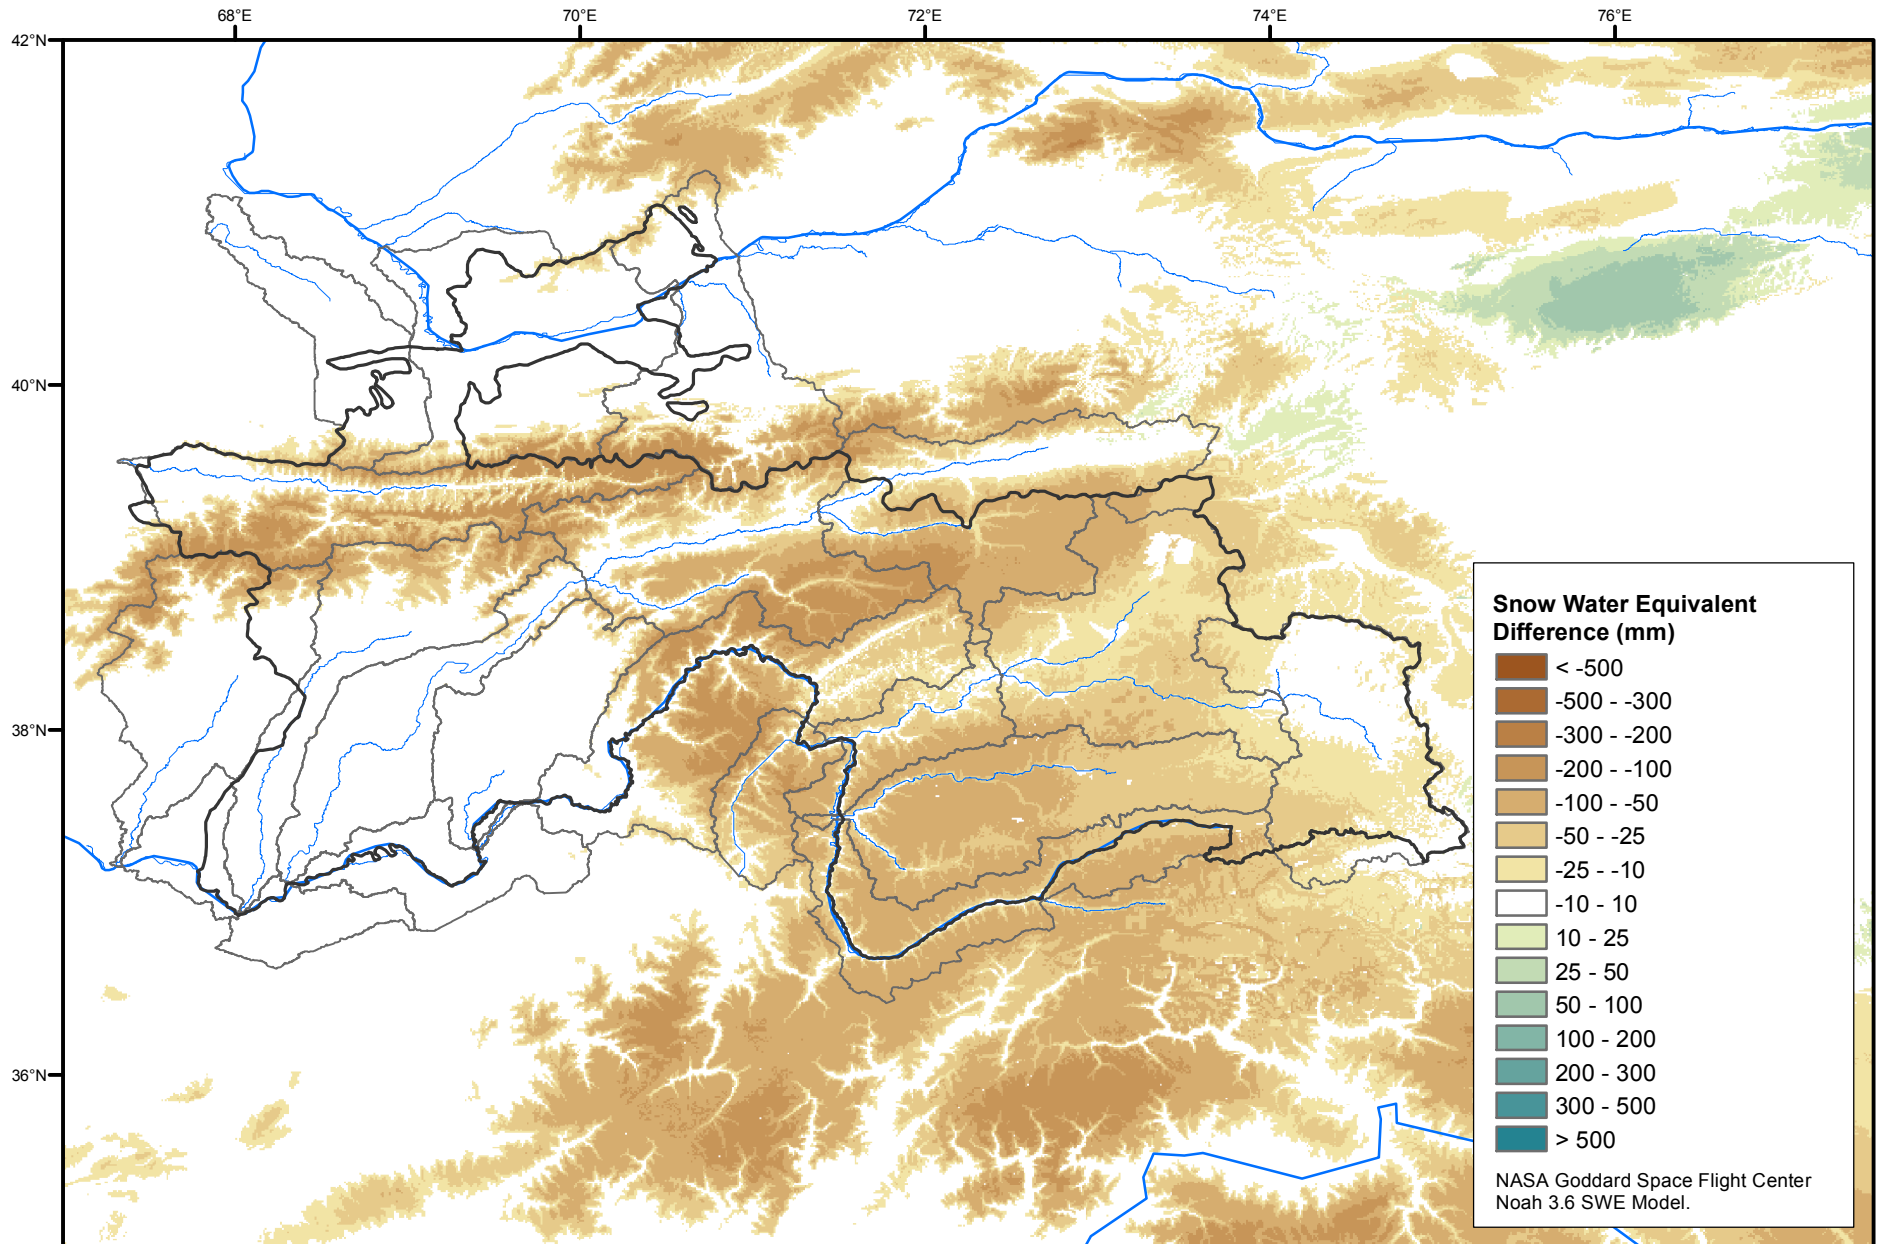 68°E 70°E 72°E 74°E 76°E
42°N
40°N
38°N
36°N
Snow Water Equivalent
Difference (mm)
< -500
-500 - -300
-300 - -200
-200 - -100
-100 - -50
-50 - -25
-25 - -10
-10 - 10
10 - 25
25 - 50
50 - 100
100 - 200
200 - 300
300 - 500
> 500
NASA Goddard Space Flight Center
Noah 3.6 SWE Model.